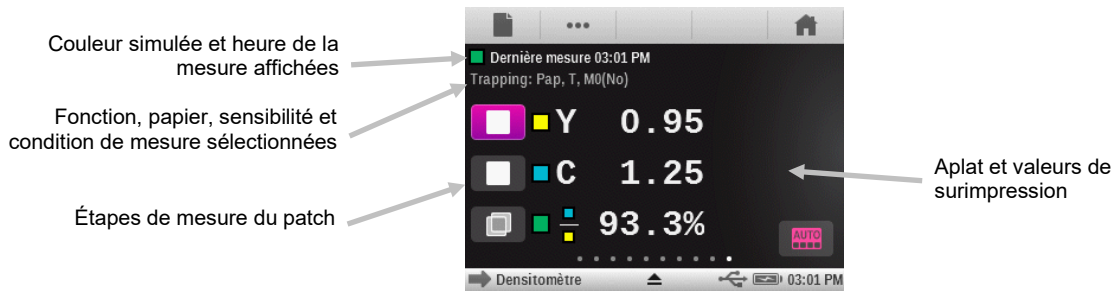 Couleur simulée et heure de la
mesure affichées
Fonction, papier, sensibilité et
condition de mesure sélectionnées
Étapes de mesure du patch
Dernière mesure 03:01 PM
Trapping: Pap, T, M0(No)
Y 0.95
C 1.25
93.3%
AUTO
Densitomètre
03:01 PM
Aplat et valeurs de
surimpression